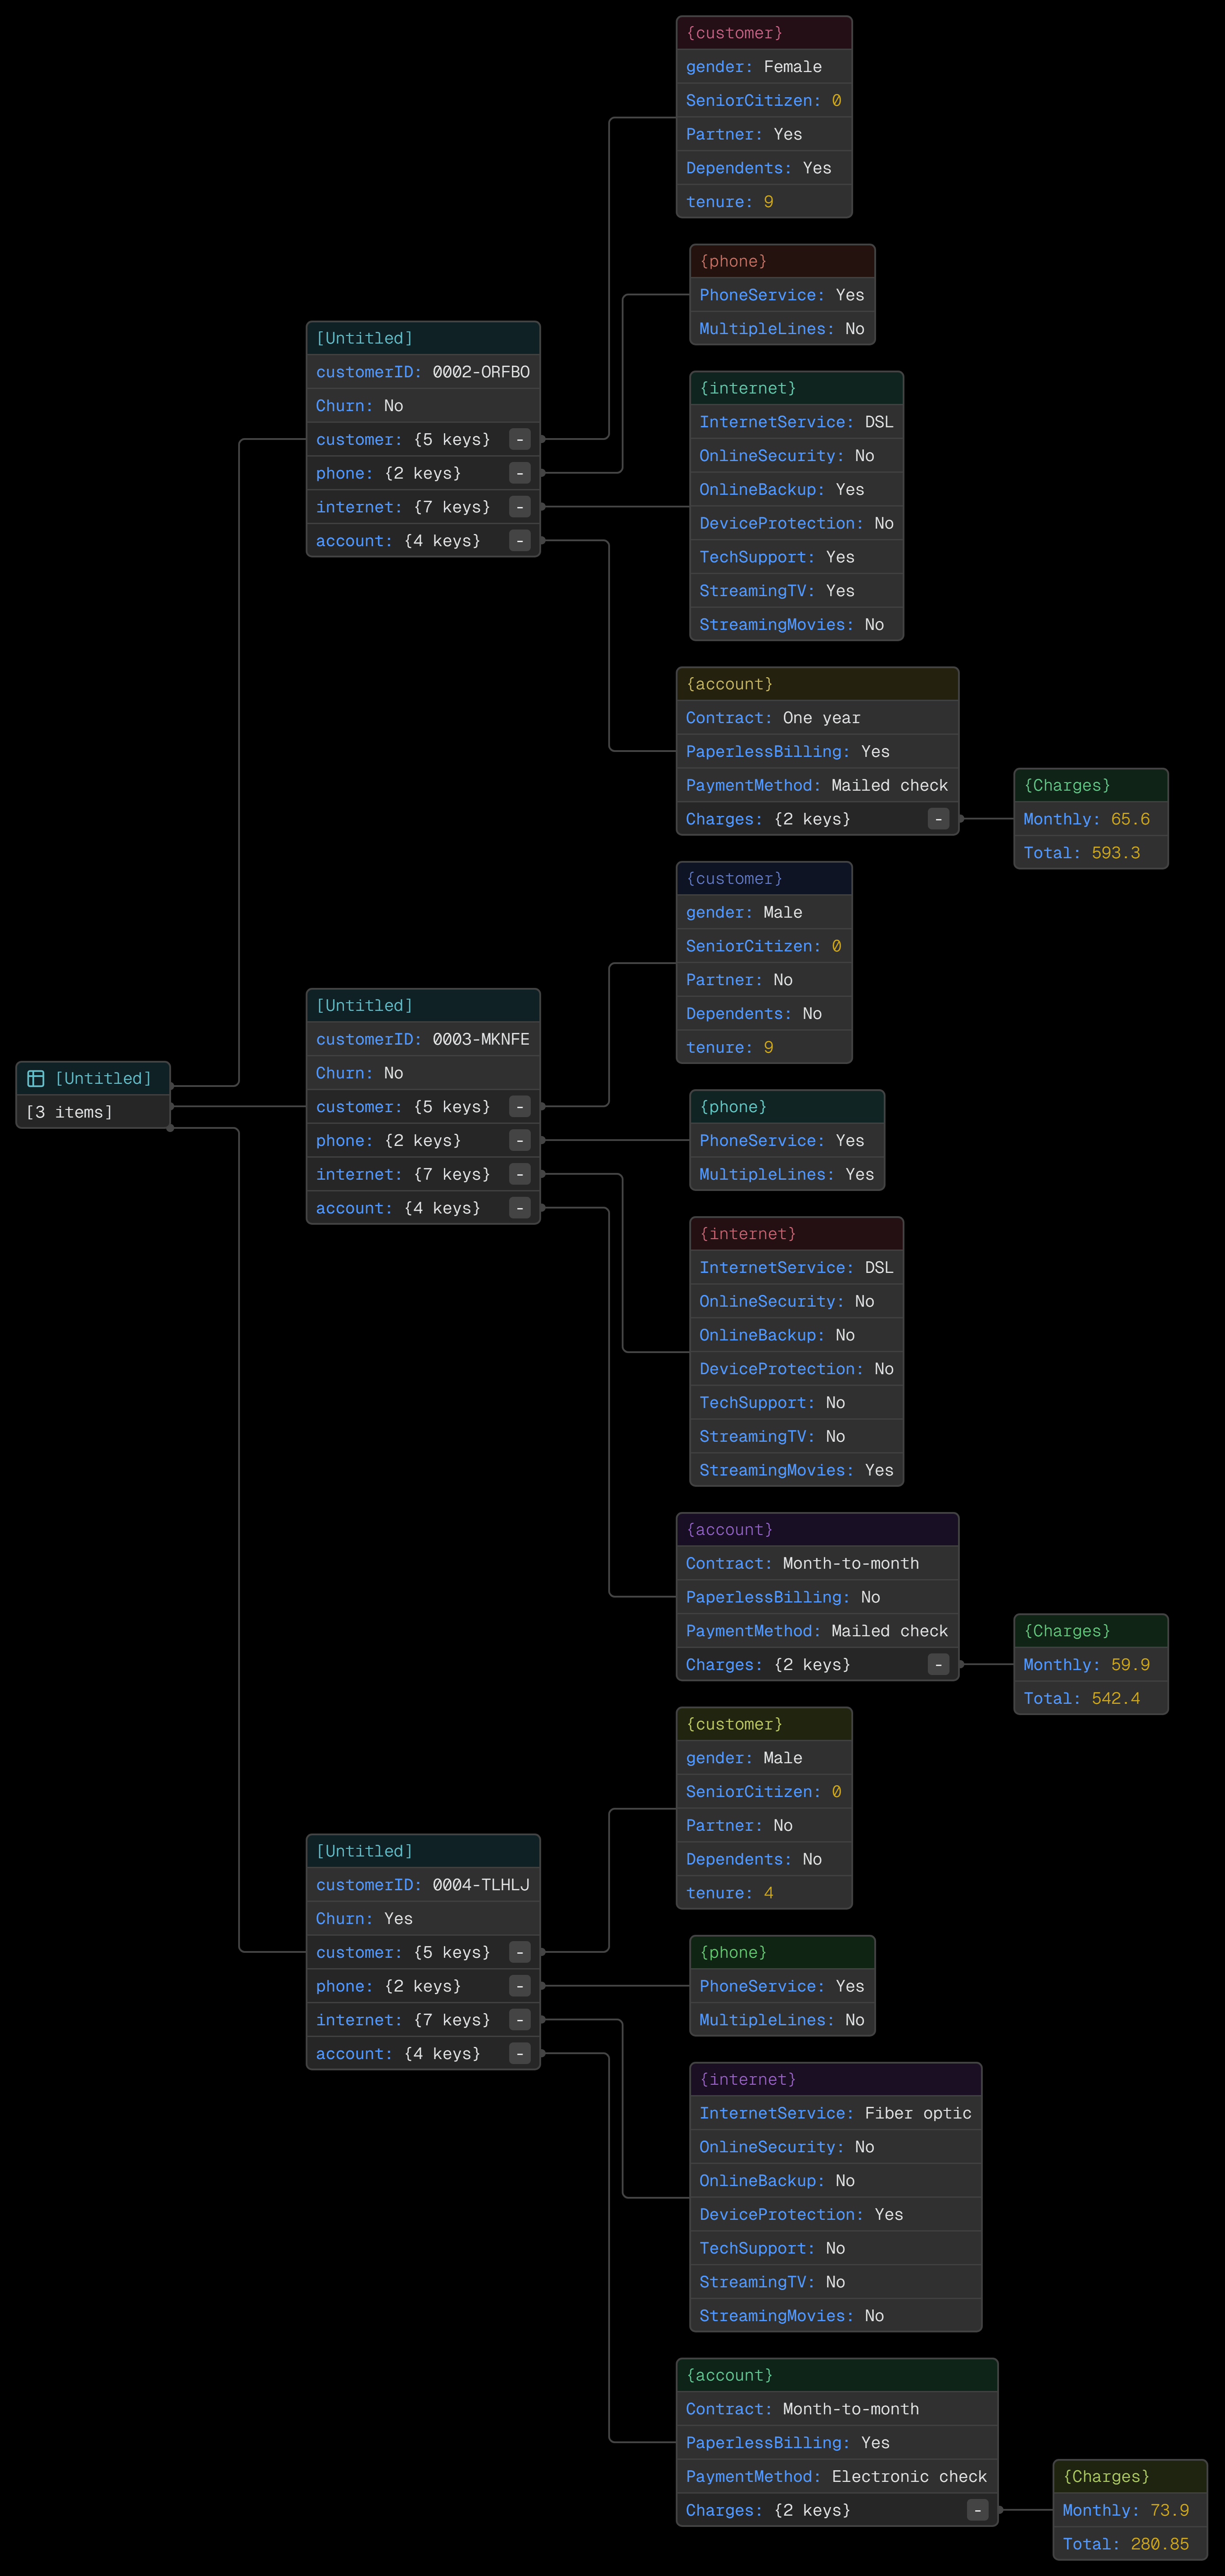 [Untitled]
[3 items]
[Untitled]
customerID: 0002-ORFBO
Churn: No
customer: {5 keys} -
phone: {2 keys} -
internet: {7 keys} -
account: {4 keys} -
{customer}
gender: Female
SeniorCitizen: 0
Partner: Yes
Dependents: Yes
tenure: 9
{phone}
PhoneService: Yes
MultipleLines: No
{internet}
InternetService: DSL
OnlineSecurity: No
OnlineBackup: Yes
DeviceProtection: No
TechSupport: Yes
StreamingTV: Yes
StreamingMovies: No
{account}
Contract: One year
PaperlessBilling: Yes
PaymentMethod: Mailed check
Charges: {2 keys} -
{Charges}
Monthly: 65.6
Total: 593.3
[Untitled]
customerID: 0003-MKNFE
Churn: No
customer: {5 keys} -
phone: {2 keys} -
internet: {7 keys} -
account: {4 keys} -
{customer}
gender: Male
SeniorCitizen: 0
Partner: No
Dependents: No
tenure: 9
{phone}
PhoneService: Yes
MultipleLines: Yes
{internet}
InternetService: DSL
OnlineSecurity: No
OnlineBackup: No
DeviceProtection: No
TechSupport: No
StreamingTV: No
StreamingMovies: Yes
{account}
Contract: Month-to-month
PaperlessBilling: No
PaymentMethod: Mailed check
Charges: {2 keys} -
{Charges}
Monthly: 59.9
Total: 542.4
[Untitled]
customerID: 0004-TLHLJ
Churn: Yes
customer: {5 keys} -
phone: {2 keys} -
internet: {7 keys} -
account: {4 keys} -
{customer}
gender: Male
SeniorCitizen: 0
Partner: No
Dependents: No
tenure: 4
{phone}
PhoneService: Yes
MultipleLines: No
{internet}
InternetService: Fiber optic
OnlineSecurity: No
OnlineBackup: No
DeviceProtection: Yes
TechSupport: No
StreamingTV: No
StreamingMovies: No
{account}
Contract: Month-to-month
PaperlessBilling: Yes
PaymentMethod: Electronic check
Charges: {2 keys} -
{Charges}
Monthly: 73.9
Total: 280.85